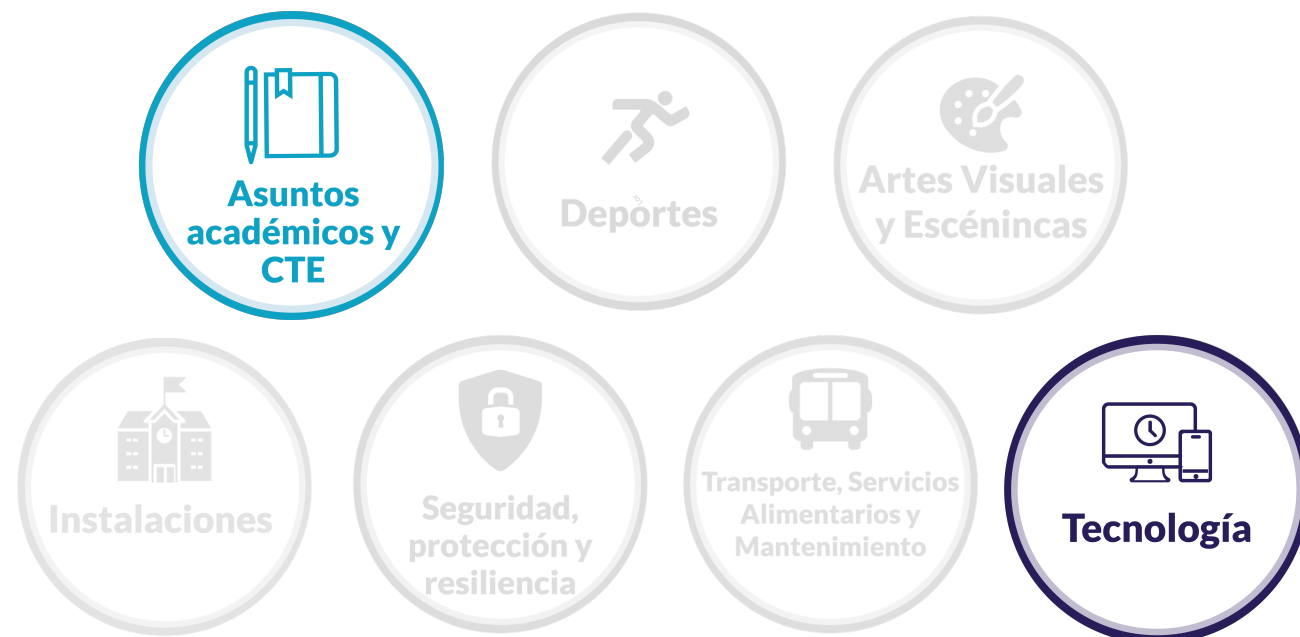 Asuntos
académicos y
CTE
Deportes
Artes Visuales
y Escénincas
Instalaciones
Seguridad,
protección y
resiliencia
Transporte, Servicios
Alimentarios y
Mantenimiento
Tecnología